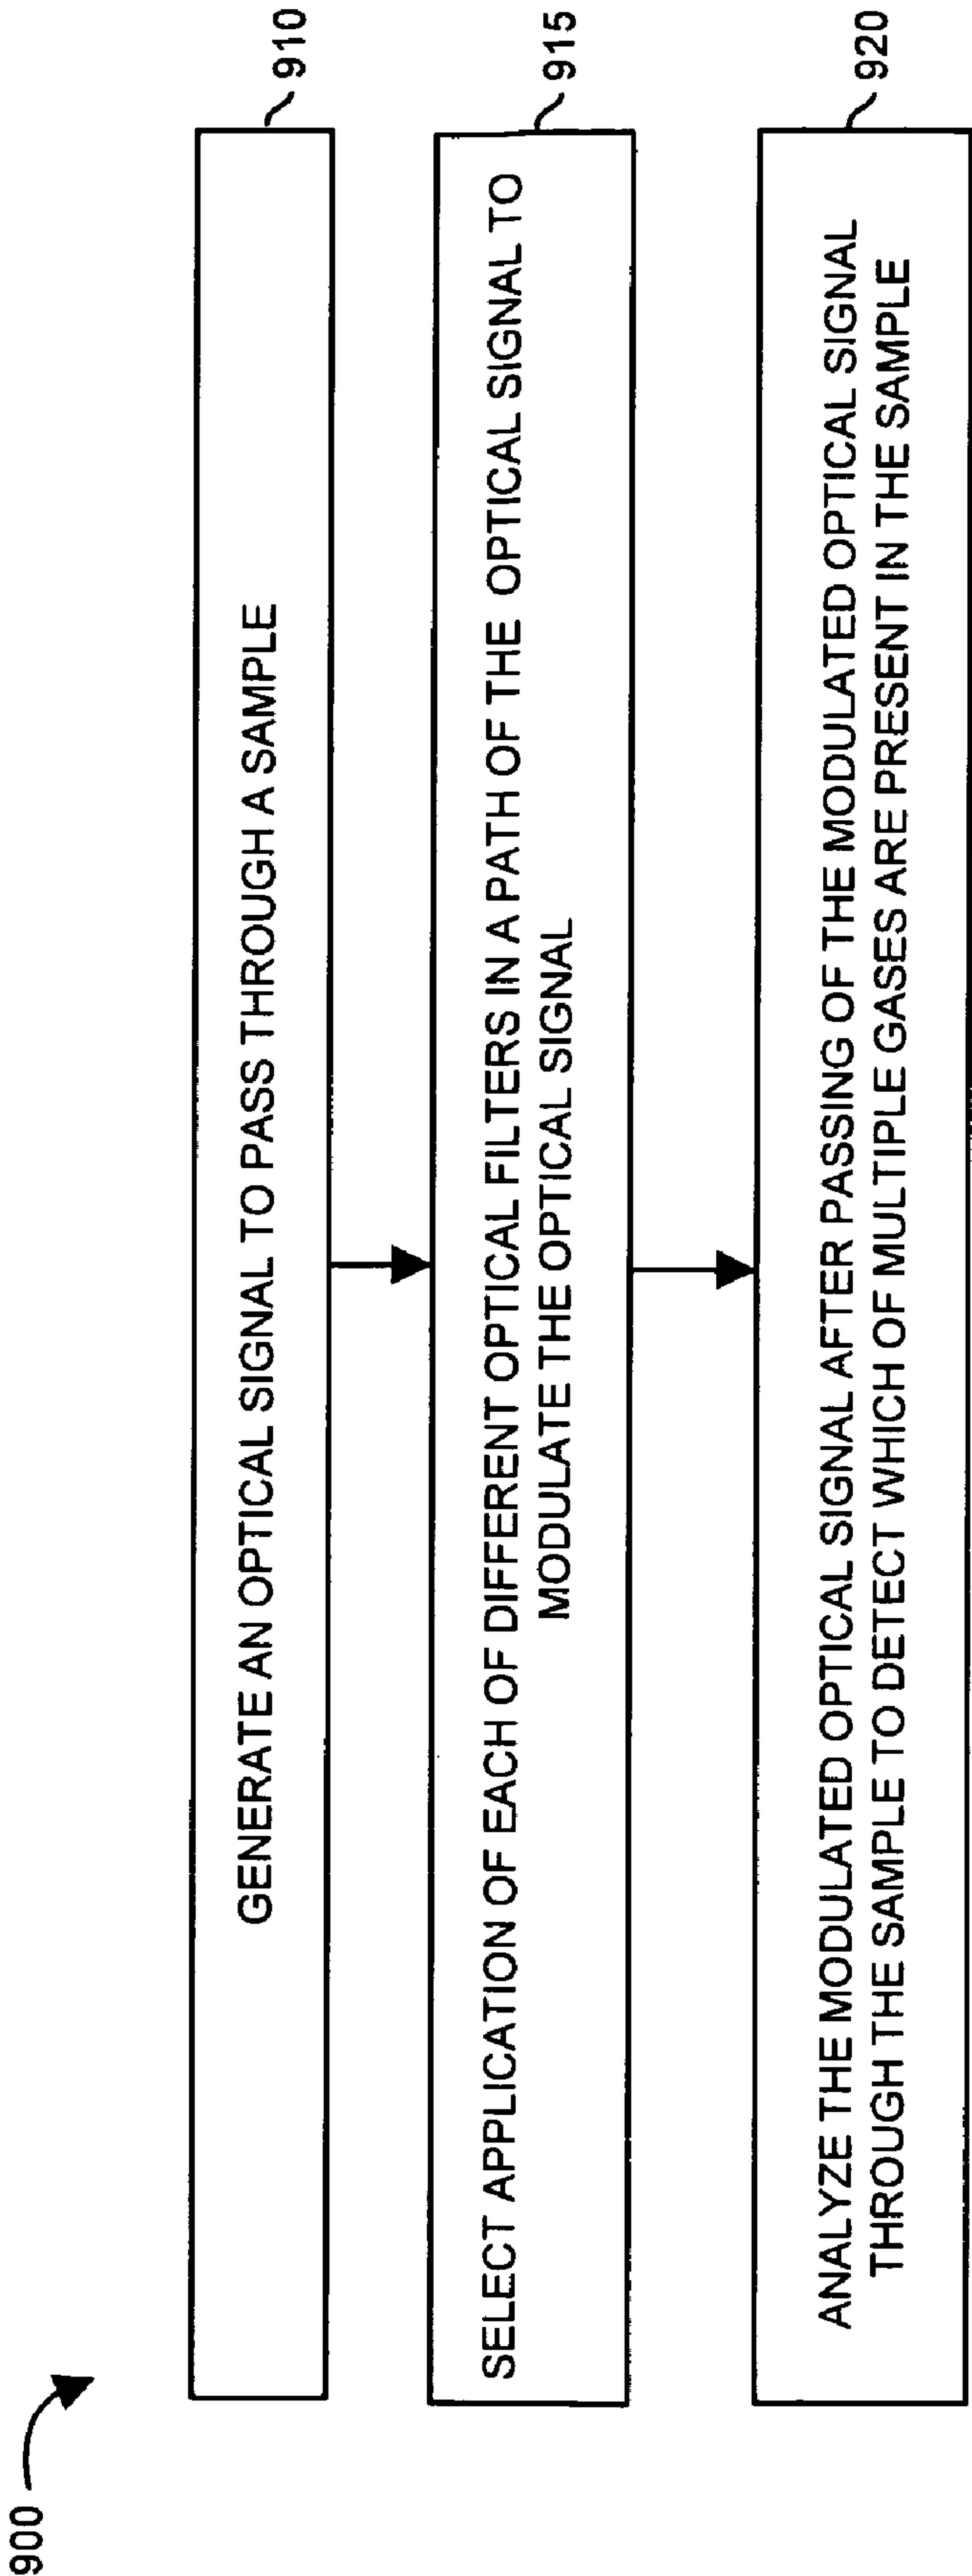 900
GENERATE AN OPTICAL SIGNAL TO PASS THROUGH A SAMPLE
910
SELECT APPLICATION OF EACH OF DIFFERENT OPTICAL FILTERS IN A PATH OF THE OPTICAL SIGNAL TO
MODULATE THE OPTICAL SIGNAL
915
ANALYZE THE MODULATED OPTICAL SIGNAL AFTER PASSING OF THE MODULATED OPTICAL SIGNAL
THROUGH THE SAMPLE TO DETECT WHICH OF MULTIPLE GASES ARE PRESENT IN THE SAMPLE
920